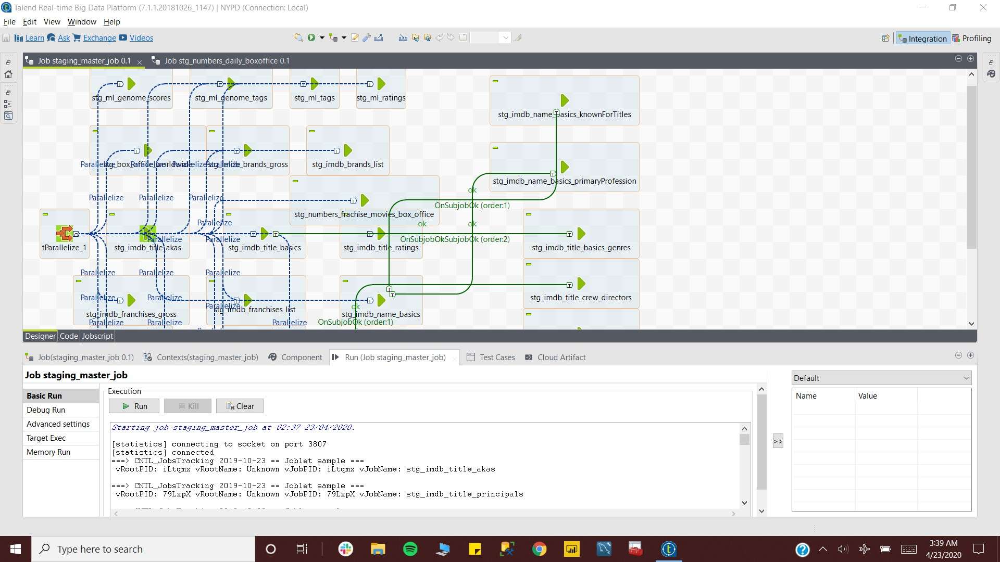 Talend Real-time Big Data Platform (7.1.1.20181026_1147) | NYPD (Connection: Local)
File Edit View Window Help
Learn Ask Exchange Videos
Integration Profiling
Job staging_master_job 0.1 Job stg_numbers_daily_boxoffice 0.1
stg_ml_genome_scores stg_ml_genome_tags stg_ml_tags stg_ml_ratings
stg_imdb_name_basics_knownForTitles
Parallelize stg_box_office_worldwide Parallelize Parallelize stg_imdb_brands_gross Parallelize stg_imdb_brands_list
stg_imdb_name_basics_primaryProfession
ok
Parallelize Parallelize Parallelize
OnSubjobOk (order:1)
stg_numbers_frachise_movies_box_office
Parallelize ok ok
Parallelize Parallelize OnSubjobOk OnSubjobOk (order:2)
tParallelize_1 stg_imdb_title_akas stg_imdb_title_basics stg_imdb_title_ratings stg_imdb_title_basics_genres
Parallelize Parallelize Parallelize
Parallelize Parallelize stg_imdb_title_crew_directors
Parallelize ok
stg_imdb_franchises_list
stg_imdb_franchises_gross stg_imdb_name_basics
Parallelize Parallelize Parallelize OnSubjobOk (order:1)
Designer Code Jobscript
Job(staging_master_job 0.1) Contexts(staging_master_job) Component Run (Job staging_master_job) Test Cases Cloud Artifact
Job staging_master_job
Default
Basic Run
Debug Run
Advanced settings
Target Exec
Memory Run
Execution
Run Kill Clear
Name Value
Starting job staging_master_job at 02:37 23/04/2020.
[statistics] connecting to socket on port 3807
[statistics] connected
===> CNTL_JobsTracking 2019-10-23 == Joblet sample ===
vRootPID: iLtqmx vRootName: Unknown vJobPID: iLtqmx vJobName: stg_imdb_title_akas
===> CNTL_JobsTracking 2019-10-23 == Joblet sample ===
vRootPID: 79LxpX vRootName: Unknown vJobPID: 79LxpX vJobName: stg_imdb_title_principals
>>
Type here to search
3:39 AM
4/23/2020